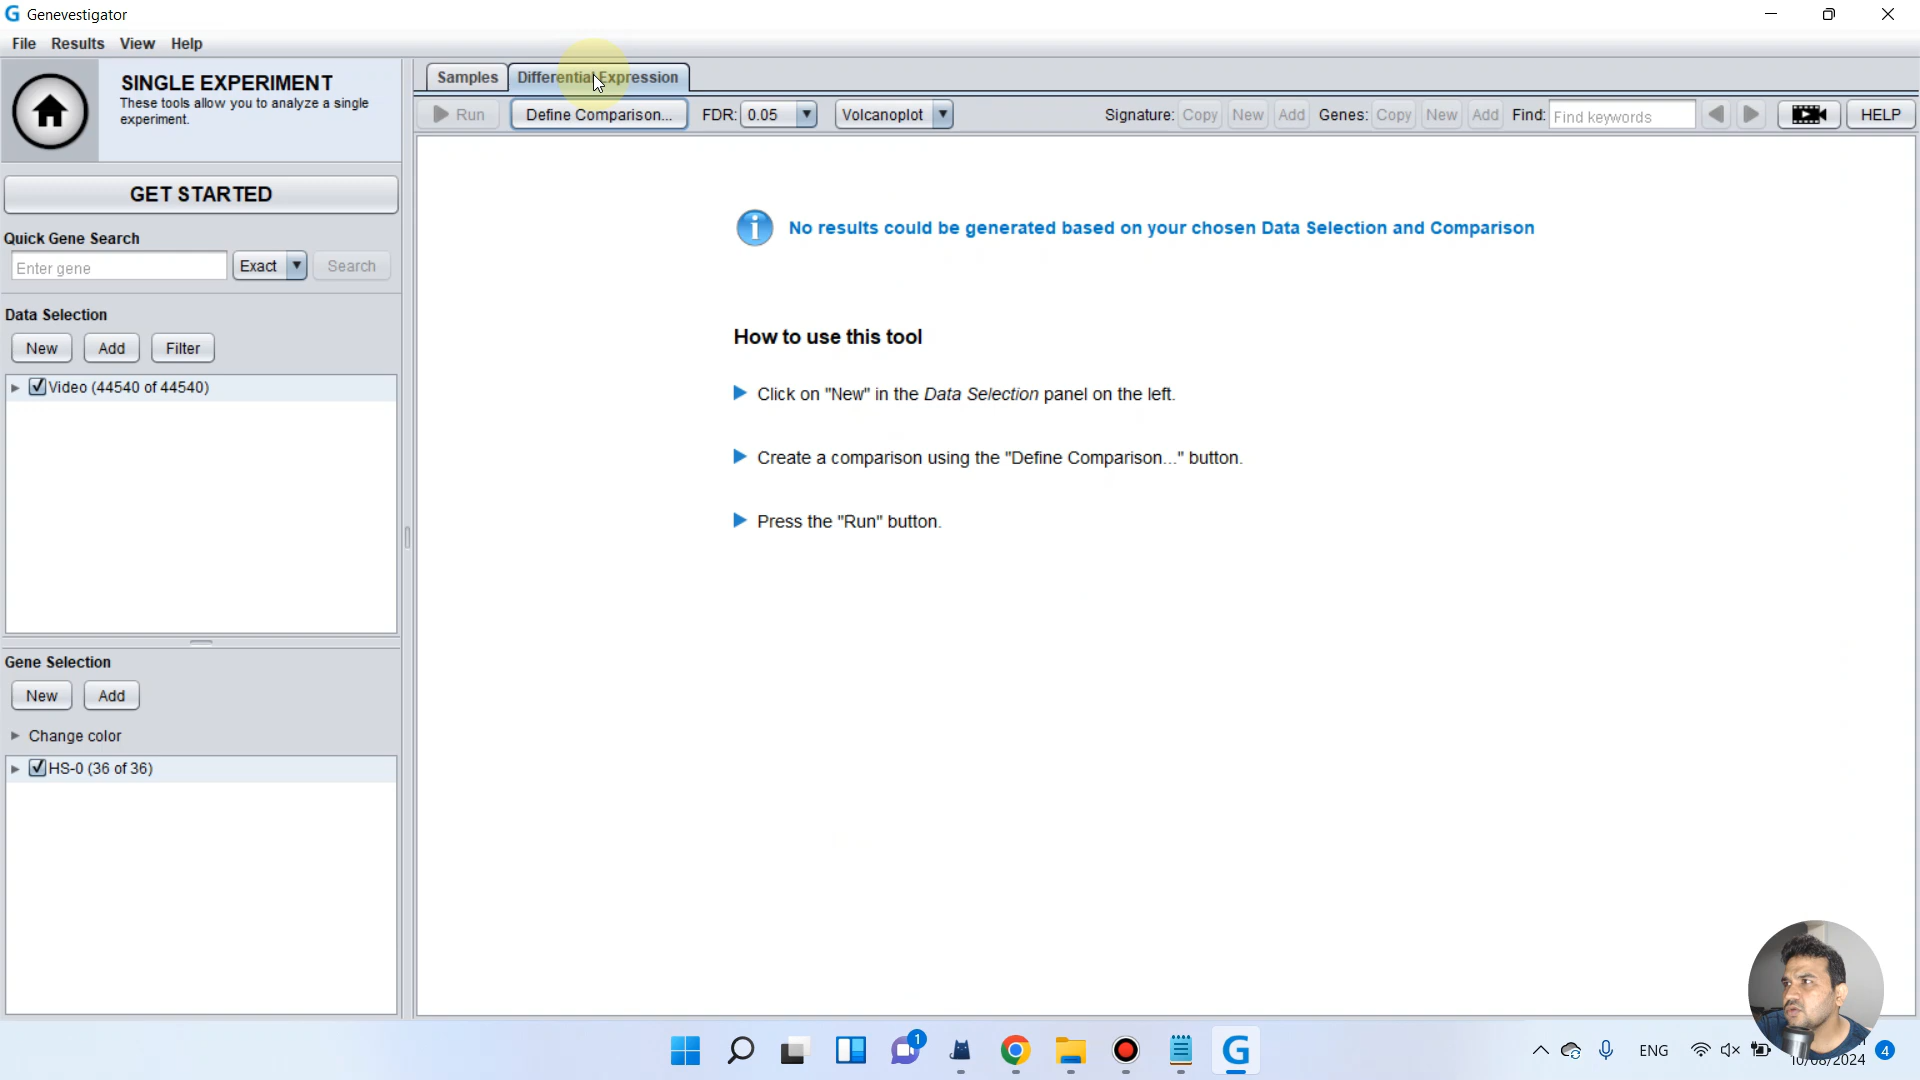 Genevestigator
File Results View Help
SINGLE EXPERIMENT
These tools allow you to analyze a single
experiment.
GET STARTED
Quick Gene Search
Enter gene
Exact
Search
Data Selection
New
Add
Filter
Video (44540 of 44540)
Gene Selection
New
Add
Change color
HS-0 (36 of 36)
Samples
Differential Expression
Run
Define Comparison...
FDR: 0.05
Volcanoplot
Signature: Copy New Add Genes: Copy New Add Find: Find keywords
HELP
No results could be generated based on your chosen Data Selection and Comparison
How to use this tool
Click on "New" in the Data Selection panel on the left.
Create a comparison using the "Define Comparison..." button.
Press the "Run" button.
1
ENG
10/08/2024
4